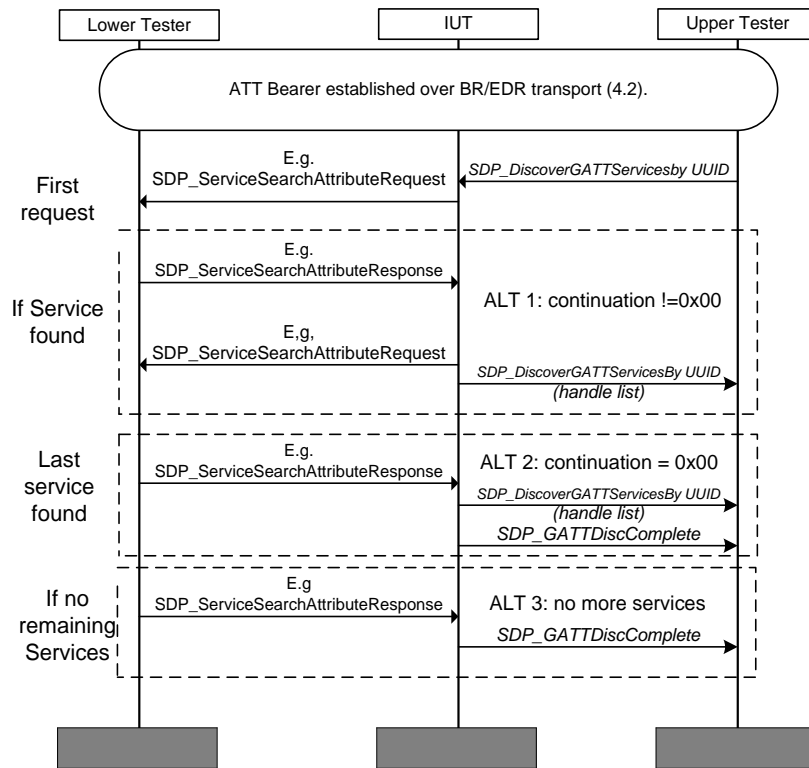 Lower Tester
IUT
Upper Tester
ATT Bearer established over BR/EDR transport (4.2).
First
request
E.g.
SDP_ServiceSearchAttributeRequest
SDP_DiscoverGATTServicesby UUID
If Service
found
E.g.
SDP_ServiceSearchAttributeResponse
ALT 1: continuation !=0x00
E,g,
SDP_ServiceSearchAttributeRequest
SDP_DiscoverGATTServicesBy UUID
(handle list)
Last
service
found
E.g.
SDP_ServiceSearchAttributeResponse
ALT 2: continuation = 0x00
SDP_DiscoverGATTServicesBy UUID
(handle list)
SDP_GATTDiscComplete
If no
remaining
Services
E.g
SDP_ServiceSearchAttributeResponse
ALT 3: no more services
SDP_GATTDiscComplete